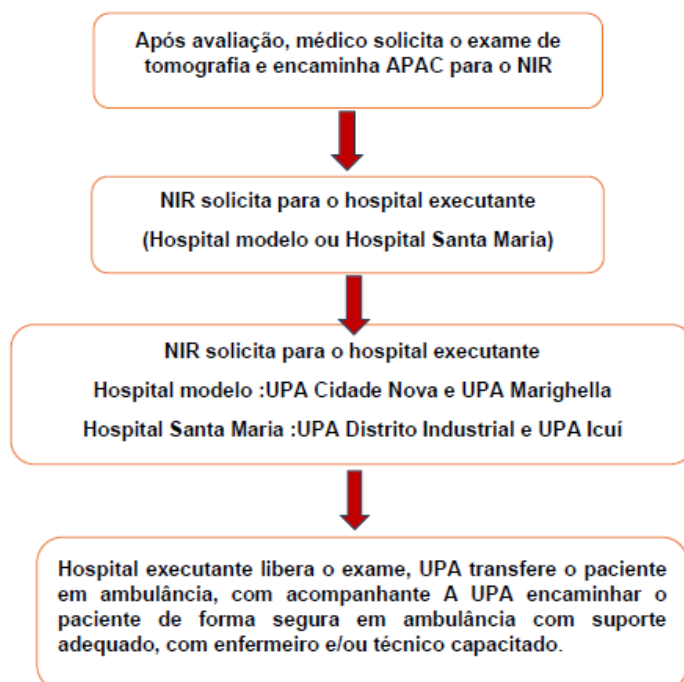 Após avaliação, médico solicita o exame de
tomografia e encaminha APAC para o NIR
NIR solicita para o hospital executante
(Hospital modelo ou Hospital Santa Maria)
NIR solicita para o hospital executante
Hospital modelo :UPA Cidade Nova e UPA Marighella
Hospital Santa Maria :UPA Distrito Industrial e UPA Icuí
Hospital executante libera o exame, UPA transfere o paciente
em ambulância, com acompanhante A UPA encaminhar o
paciente de forma segura em ambulância com suporte
adequado, com enfermeiro e/ou técnico capacitado.